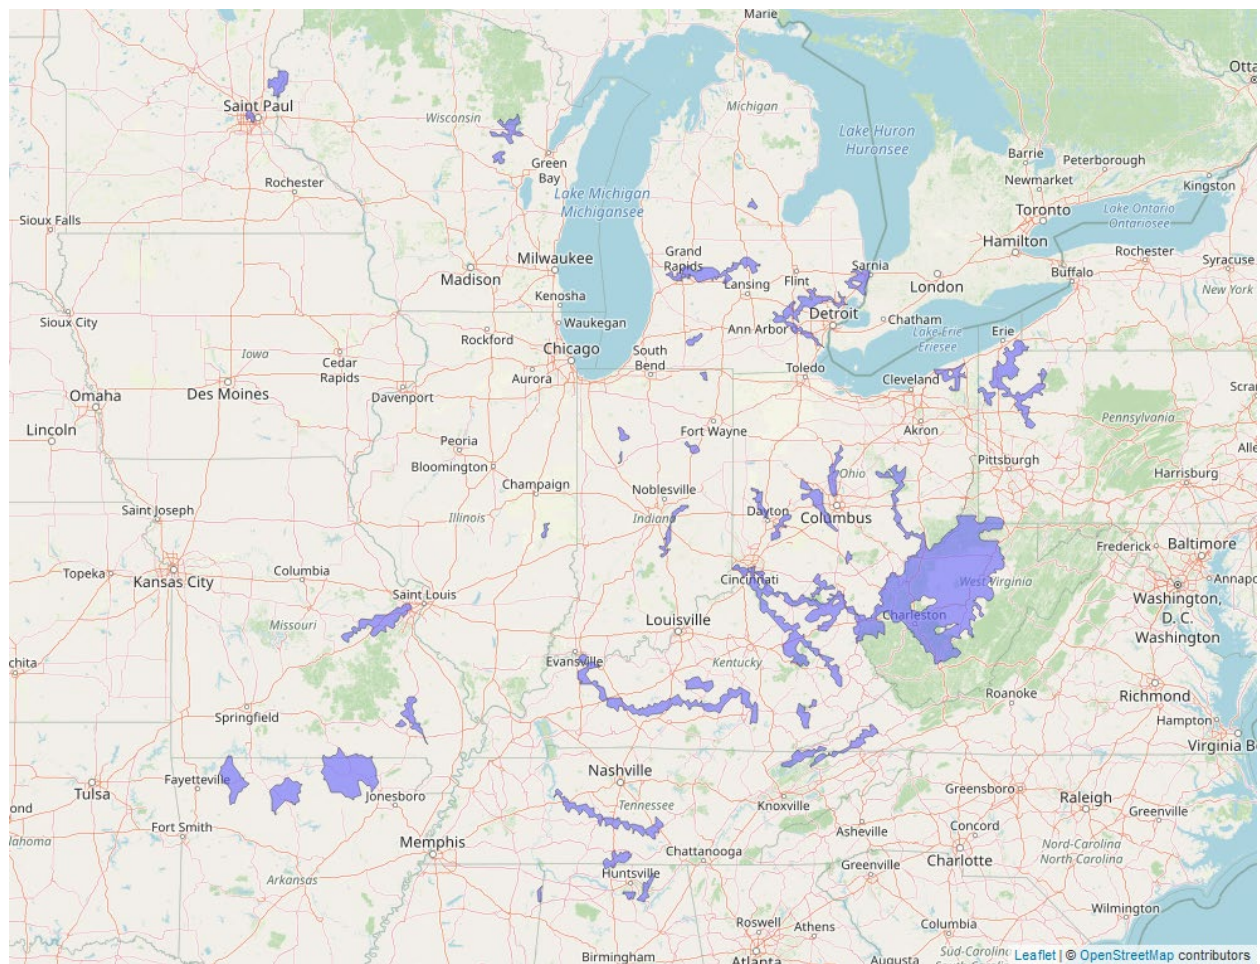 Marie
Otta
Saint Paul
Wisconsin
Michigan
Lake Huron
Huronsee
Barrie
Peterborough
Green
Bay
Rochester
Lake Michigan
Michigansee
Newmarket
Kingston
Sioux Falls
Toronto
Lake Ontario
Ontariosee
Hamilton
Rochester
Milwaukee
Grand
Rapids
Sarnia
Buffalo
Syracuse
Madison
Lansing
Flint
London
New York
Kenosha
Sioux City
Waukegan
Ann Arbor
Detroit
Chatham
Lake Erie
Eriesee
Erie
Rockford
Chicago
South
Bend
Iowa
Cedar
Rapids
Aurora
Toledo
Cleveland
Scran
Omaha
Des Moines
Davenport
Pennsylvania
Lincoln
Fort Wayne
Akron
Peoria
Alle
Bloomington
Ohio
Pittsburgh
Harrisburg
Champaign
Noblesville
Saint Joseph
Illinois
Indiana
Dayton
Columbus
Frederick
Baltimore
Topeka
Kansas City
Columbia
Cincinnati
West Virginia
Annapo
Saint Louis
Washington,
D. C.
Washington
Missouri
Louisville
Charleston
chita
Evansville
Kentucky
Roanoke
Richmond
Springfield
Hampton
Virginia Be
Fayetteville
Nashville
Tulsa
Jonesboro
Tennessee
Knoxville
Greensboro
Raleigh
ond
Greenville
Fort Smith
Memphis
Asheville
Concord
lahoma
Chattanooga
Charlotte
Nord-Carolina
North Carolina
Arkansas
Huntsville
Greenville
Wilmington
Roswell
Athens
Columbia
Birmingham
Atlanta
Augusta
Süd-Carolina
Leaflet | © OpenStreetMap contributors